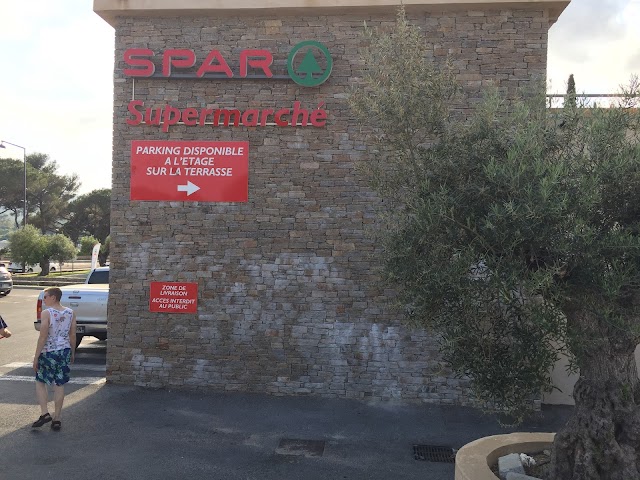 SPAR
Supermarché
PARKING DISPONIBLE
A L'ETAGE
SUR LA TERRASSE
ZONE DE
LIVRAISON
ACCES INTERDIT
AU PUBLIC